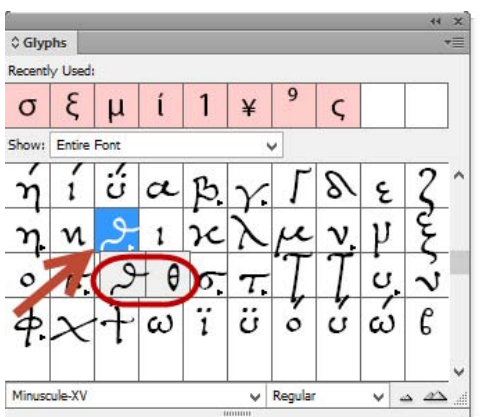 Glyphs
Recently Used:
σ ξ μ ί 1 ¥ ⁹ ς
Show: Entire Font
ή ί ΰ α β γ Γ δ ε ζ
η ϑ ι κ λ μ ν ξ
ο ϑ θ σ τ Τ Τ υ
φ χ ψ ω ϊ ϋ ό ύ ώ ϐ
Minuscule-XV Regular